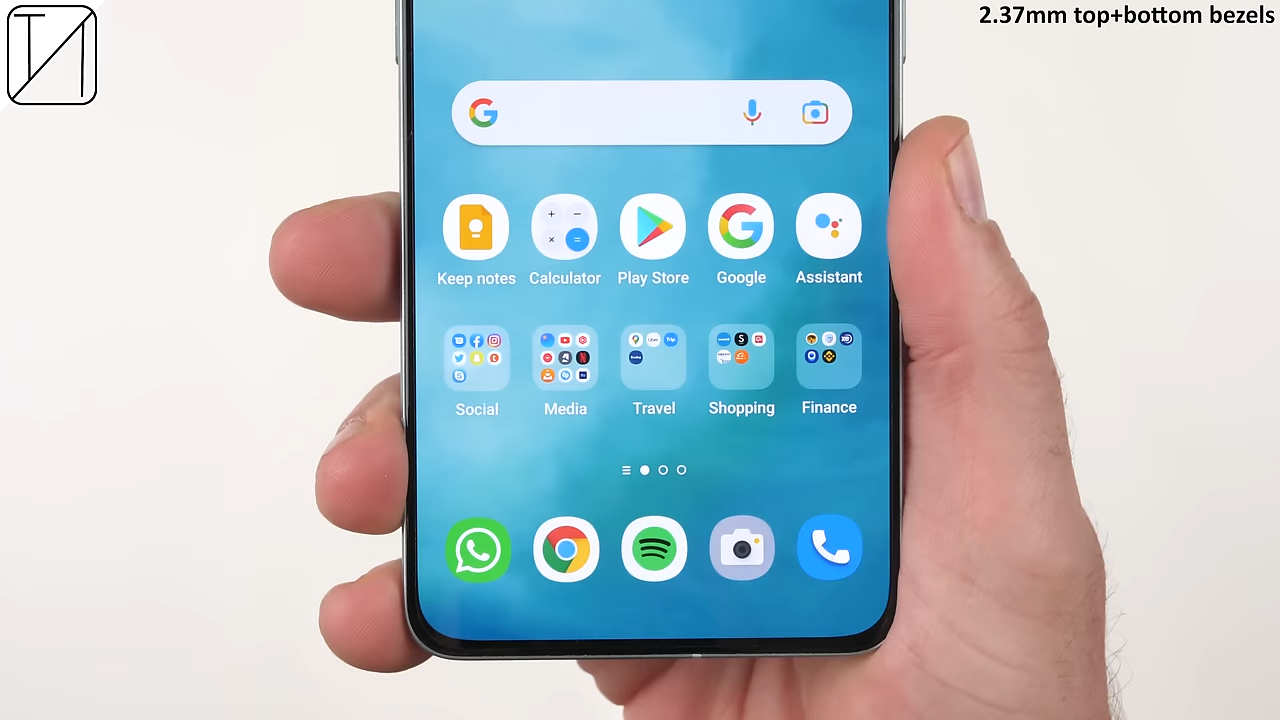 2.37mm top+bottom bezels
Keep notes Calculator Play Store Google Assistant
Social Media Travel Shopping Finance